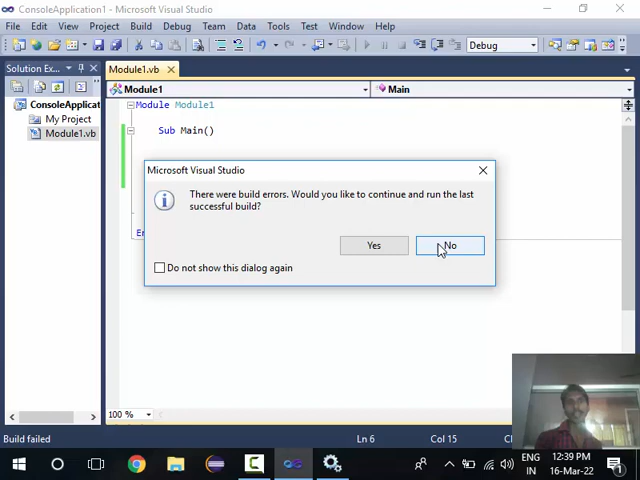 ConsoleApplication1 - Microsoft Visual Studio
File Edit View Project Build Debug Team Data Tools Test Window Help
Debug
Solution Ex...
Module1.vb
Module1
Main
ConsoleApplicat
My Project
Module1.vb
Module Module1
Sub Main()
Microsoft Visual Studio
There were build errors. Would you like to continue and run the last
successful build?
Yes
No
Do not show this dialog again
100 %
Build failed
Ln 6
Col 15
ENG
IN
12:39 PM
16-Mar-22
1